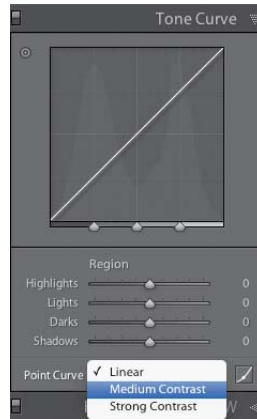 Tone Curve
Region
Highlights 0
Lights 0
Darks 0
Shadows 0
Point Curve ✓ Linear
Medium Contrast
Strong Contrast